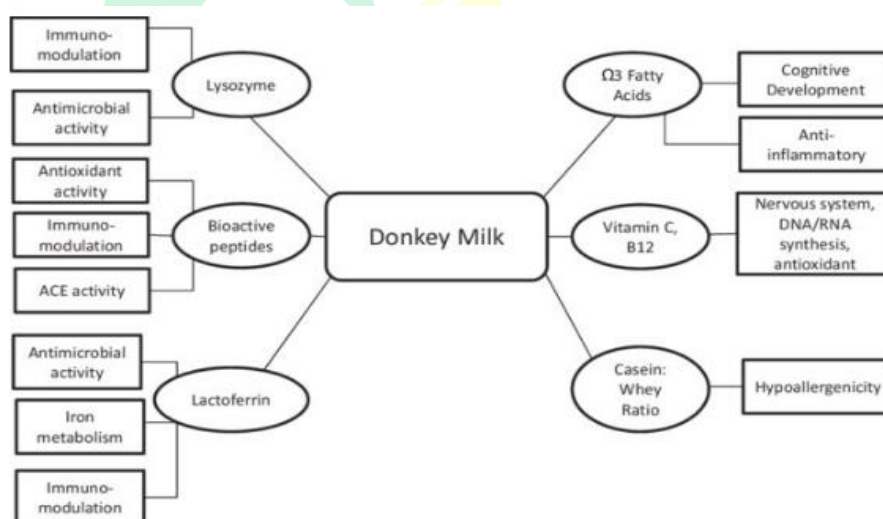 Immuno-
modulation
Antimicrobial
activity
Lysozyme
Antioxidant
activity
Immuno-
modulation
ACE activity
Bioactive
peptides
Antimicrobial
activity
Iron
metabolism
Immuno-
modulation
Lactoferrin
Donkey Milk
Ω3 Fatty
Acids
Cognitive
Development
Anti-
inflammatory
Vitamin C,
B12
Nervous system,
DNA/RNA
synthesis,
antioxidant
Casein:
Whey
Ratio
Hypoallergenicity